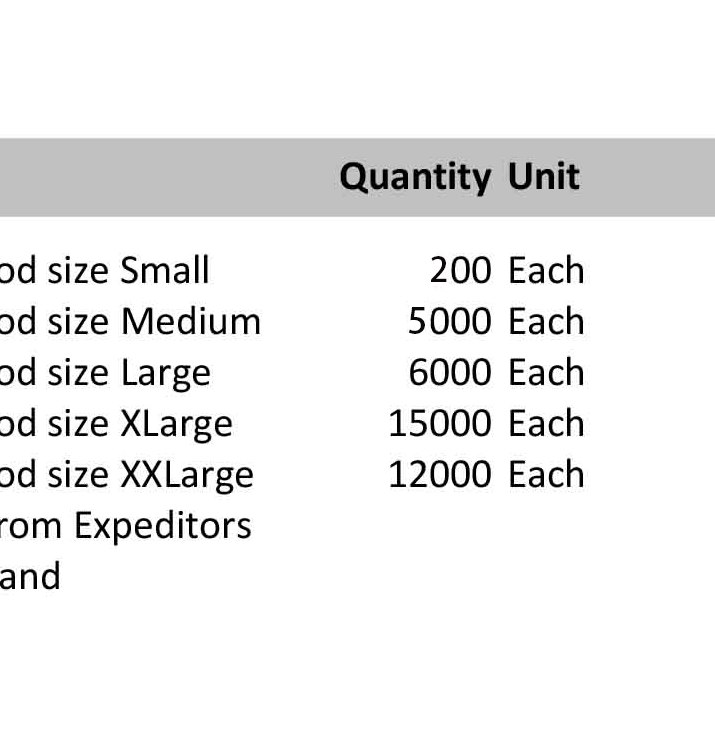 Quantity Unit
od size Small 200 Each
od size Medium 5000 Each
od size Large 6000 Each
od size XLarge 15000 Each
od size XXLarge 12000 Each
rom Expeditors
and